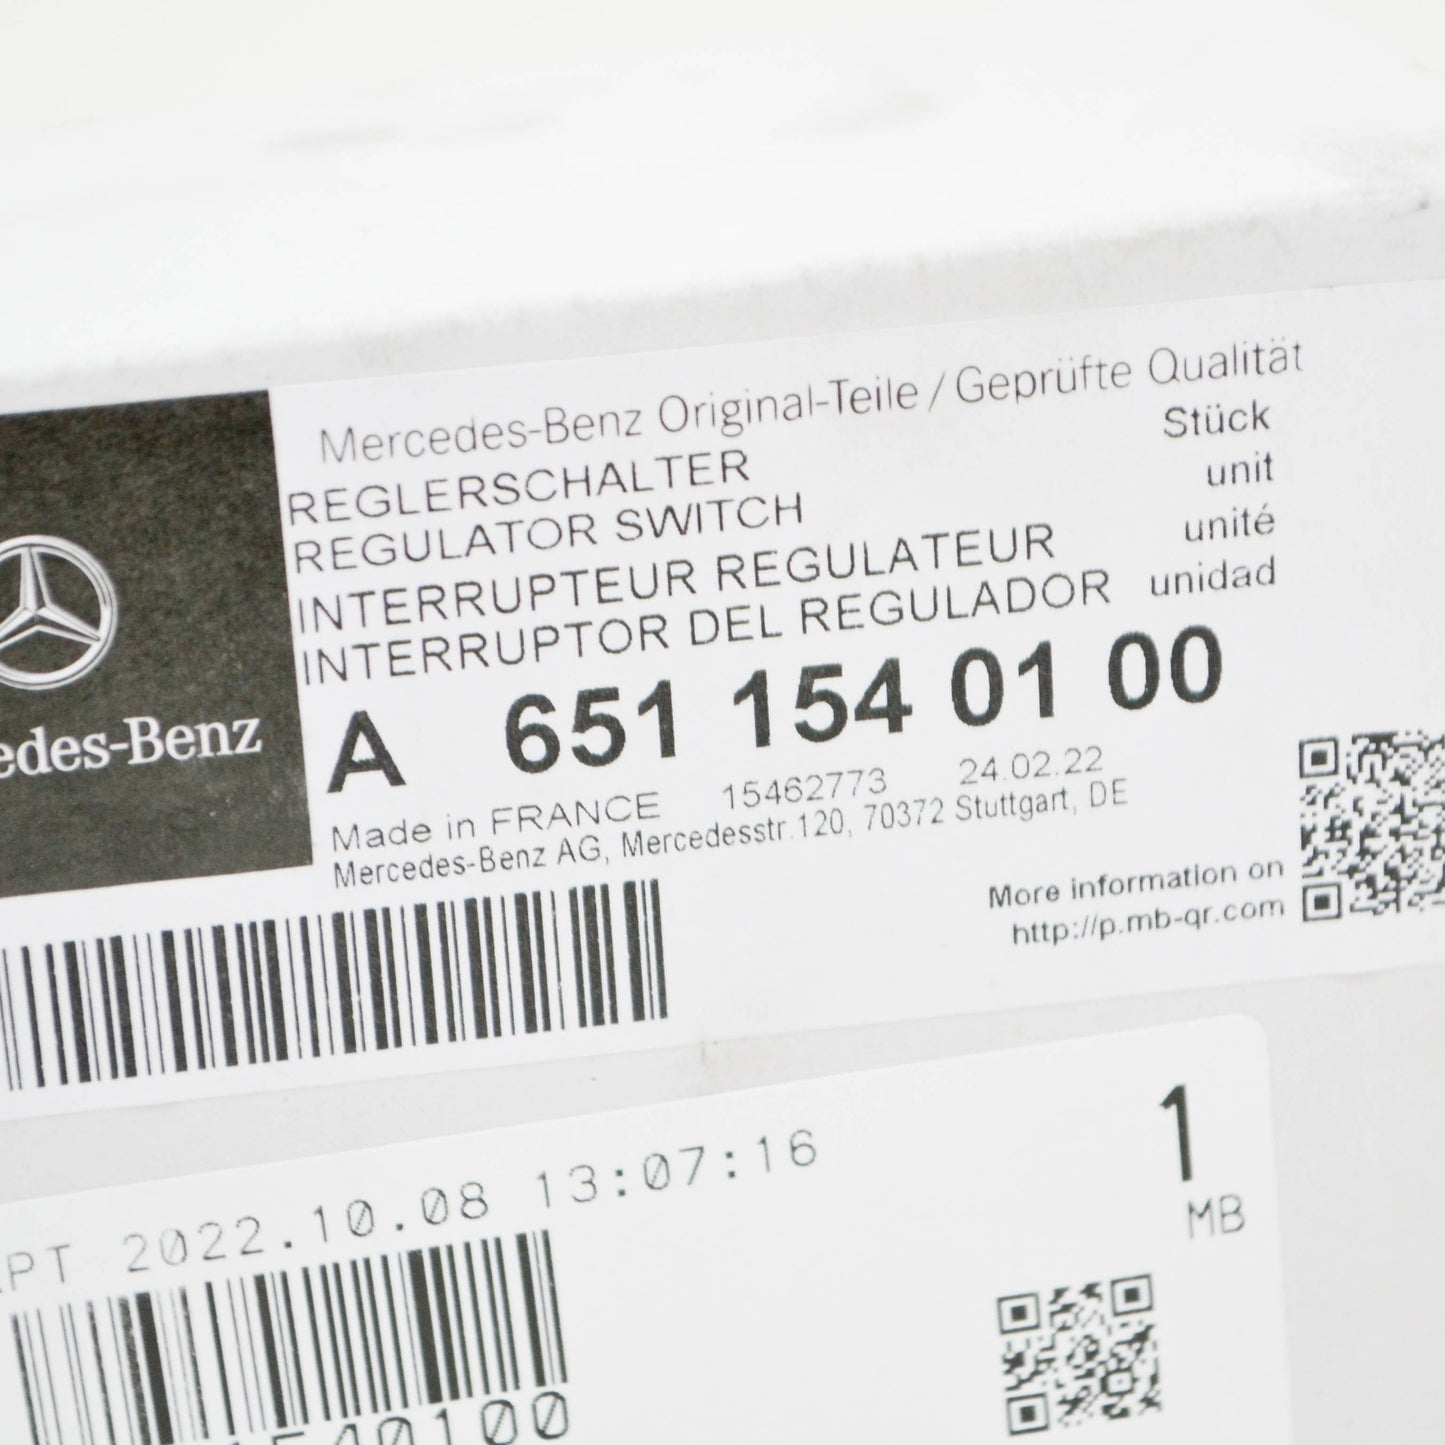 Mercedes-Benz Original-Teile / Geprüfte Qualität
REGLERSCHALTER Stück
REGULATOR SWITCH unit
INTERRUPTEUR REGULATEUR unité
INTERRUPTOR DEL REGULADOR unidad
A 651 154 01 00
Made in FRANCE 15462773 24.02.22
Mercedes-Benz AG, Mercedesstr.120, 70372 Stuttgart, DE
edes-Benz
More information on
http://p.mb-qr.com
1
MB
PT 2022.10.08 13:07:16
1540100